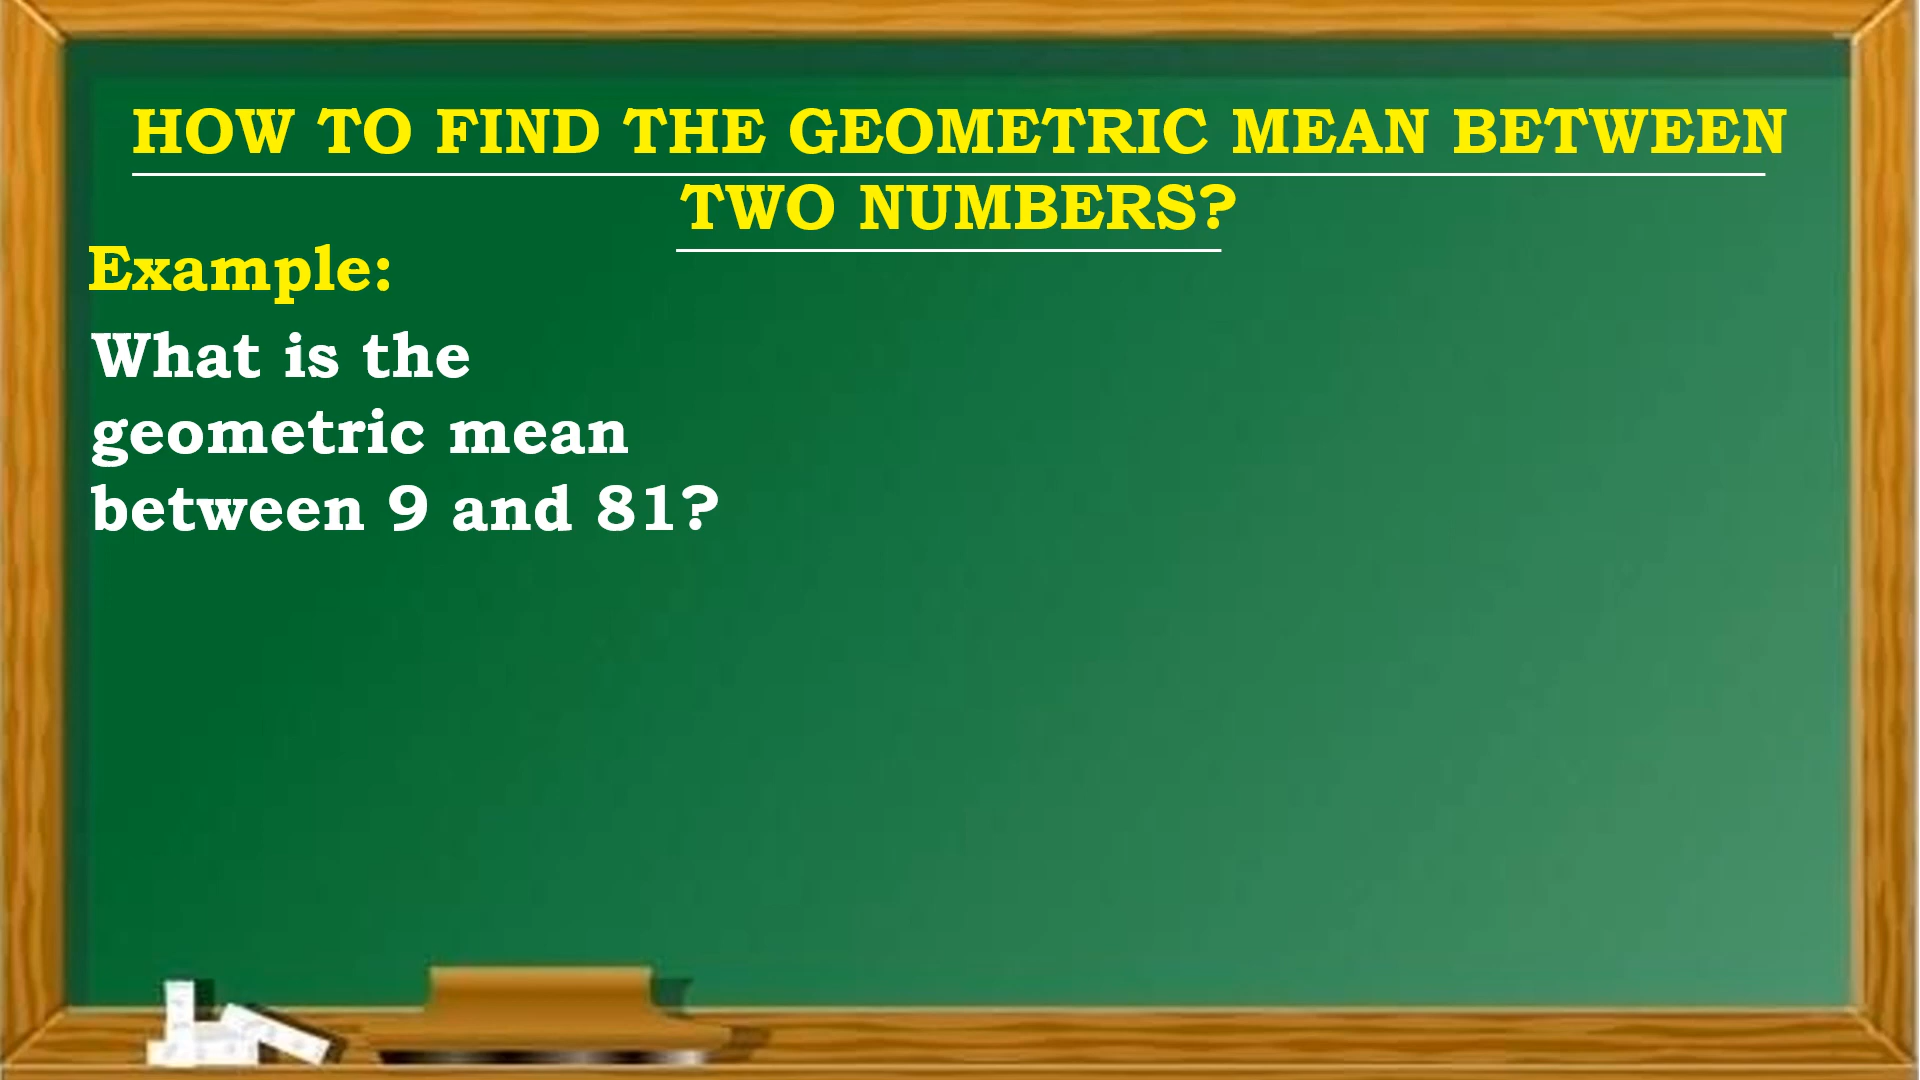 HOW TO FIND THE GEOMETRIC MEAN BETWEEN
TWO NUMBERS?
Example:
What is the
geometric mean
between 9 and 81?